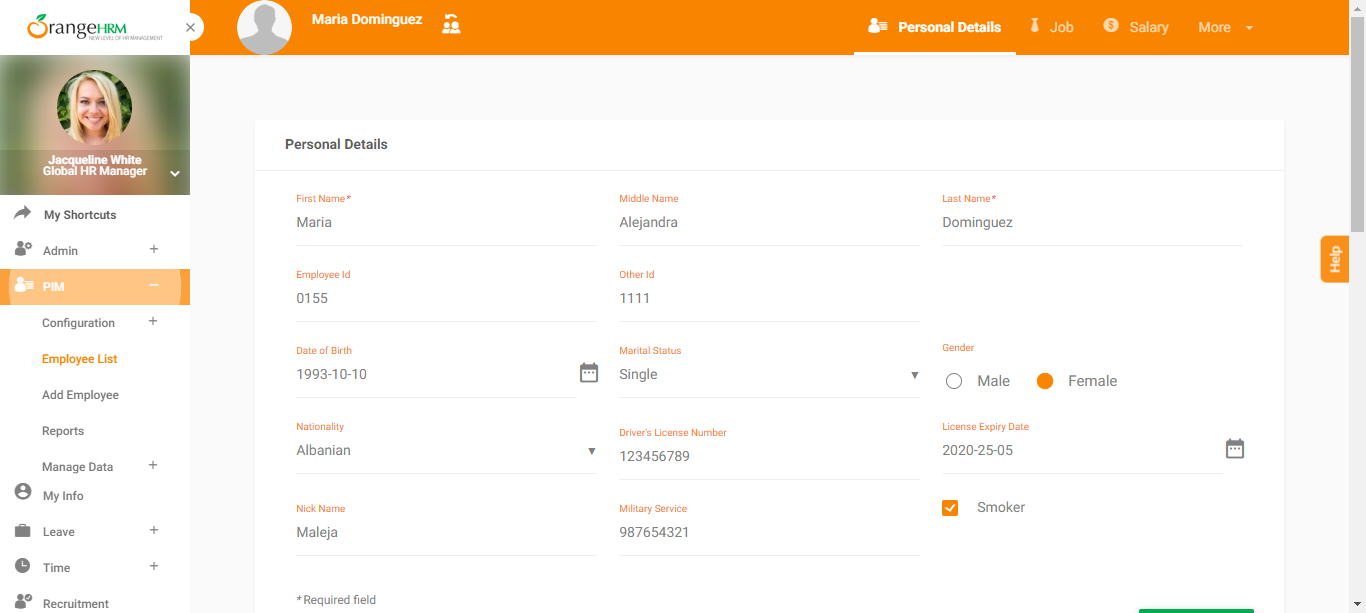 OrangeHRM
NEW LEVEL OF HR MANAGEMENT
Maria Dominguez
Personal Details
Job
Salary
More
Jacqueline White
Global HR Manager
My Shortcuts
Admin
PIM
Configuration
Employee List
Add Employee
Reports
Manage Data
My Info
Leave
Time
Recruitment
Personal Details
First Name*
Middle Name
Last Name*
Maria
Alejandra
Dominguez
Employee Id
Other Id
0155
1111
Date of Birth
Marital Status
Gender
1993-10-10
Single
Male
Female
Nationality
Driver's License Number
License Expiry Date
Albanian
123456789
2020-25-05
Nick Name
Military Service
Smoker
Maleja
987654321
* Required field
Help